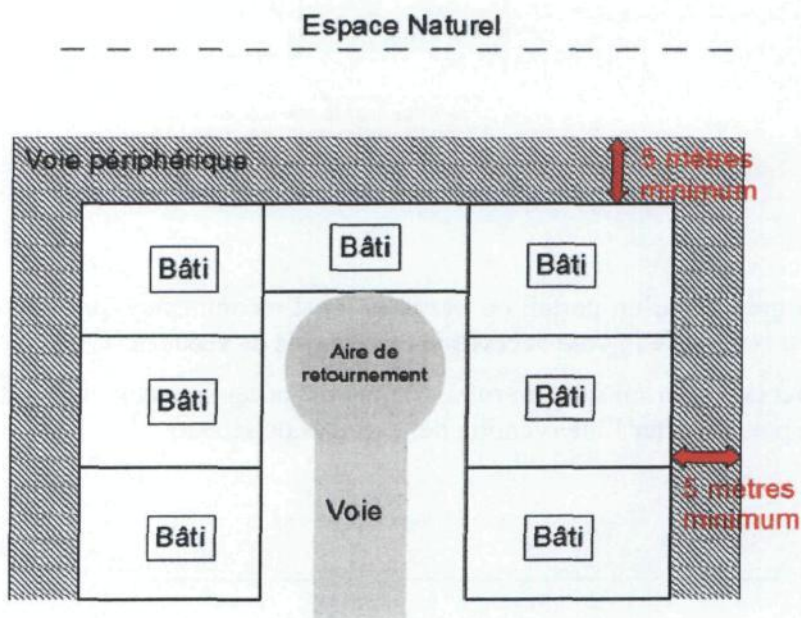 Espace Naturel
Voie périphérique
5 mètres
minimum
Bâti
Bâti
Bâti
Aire de
retournement
Bâti
Bâti
5 mètres
minimum
Voie
Bâti
Bâti